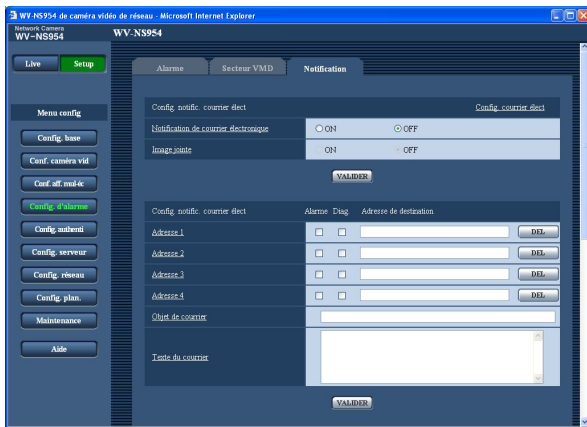 WV-NS954 de caméra vidéo de réseau - Microsoft Internet Explorer
Network Camera
WV-NS954
WV-NS954
Live Setup
Alarme Secteur VMD Notification
Menu config
Config. base
Conf. caméra vid
Conf. aff. mul-éc
Config. d'alarme
Config. authenti
Config. serveur
Config. réseau
Config. plan.
Maintenance
Aide
Config. notific. courrier élect Config. courrier élect
Notification de courrier électronique ON OFF
Image jointe ON OFF
VALIDER
Config. notific. courrier élect Alarme Diag Adresse de destination
Adresse 1 DEL
Adresse 2 DEL
Adresse 3 DEL
Adresse 4 DEL
Objet de courrier
Texte du courrier
VALIDER